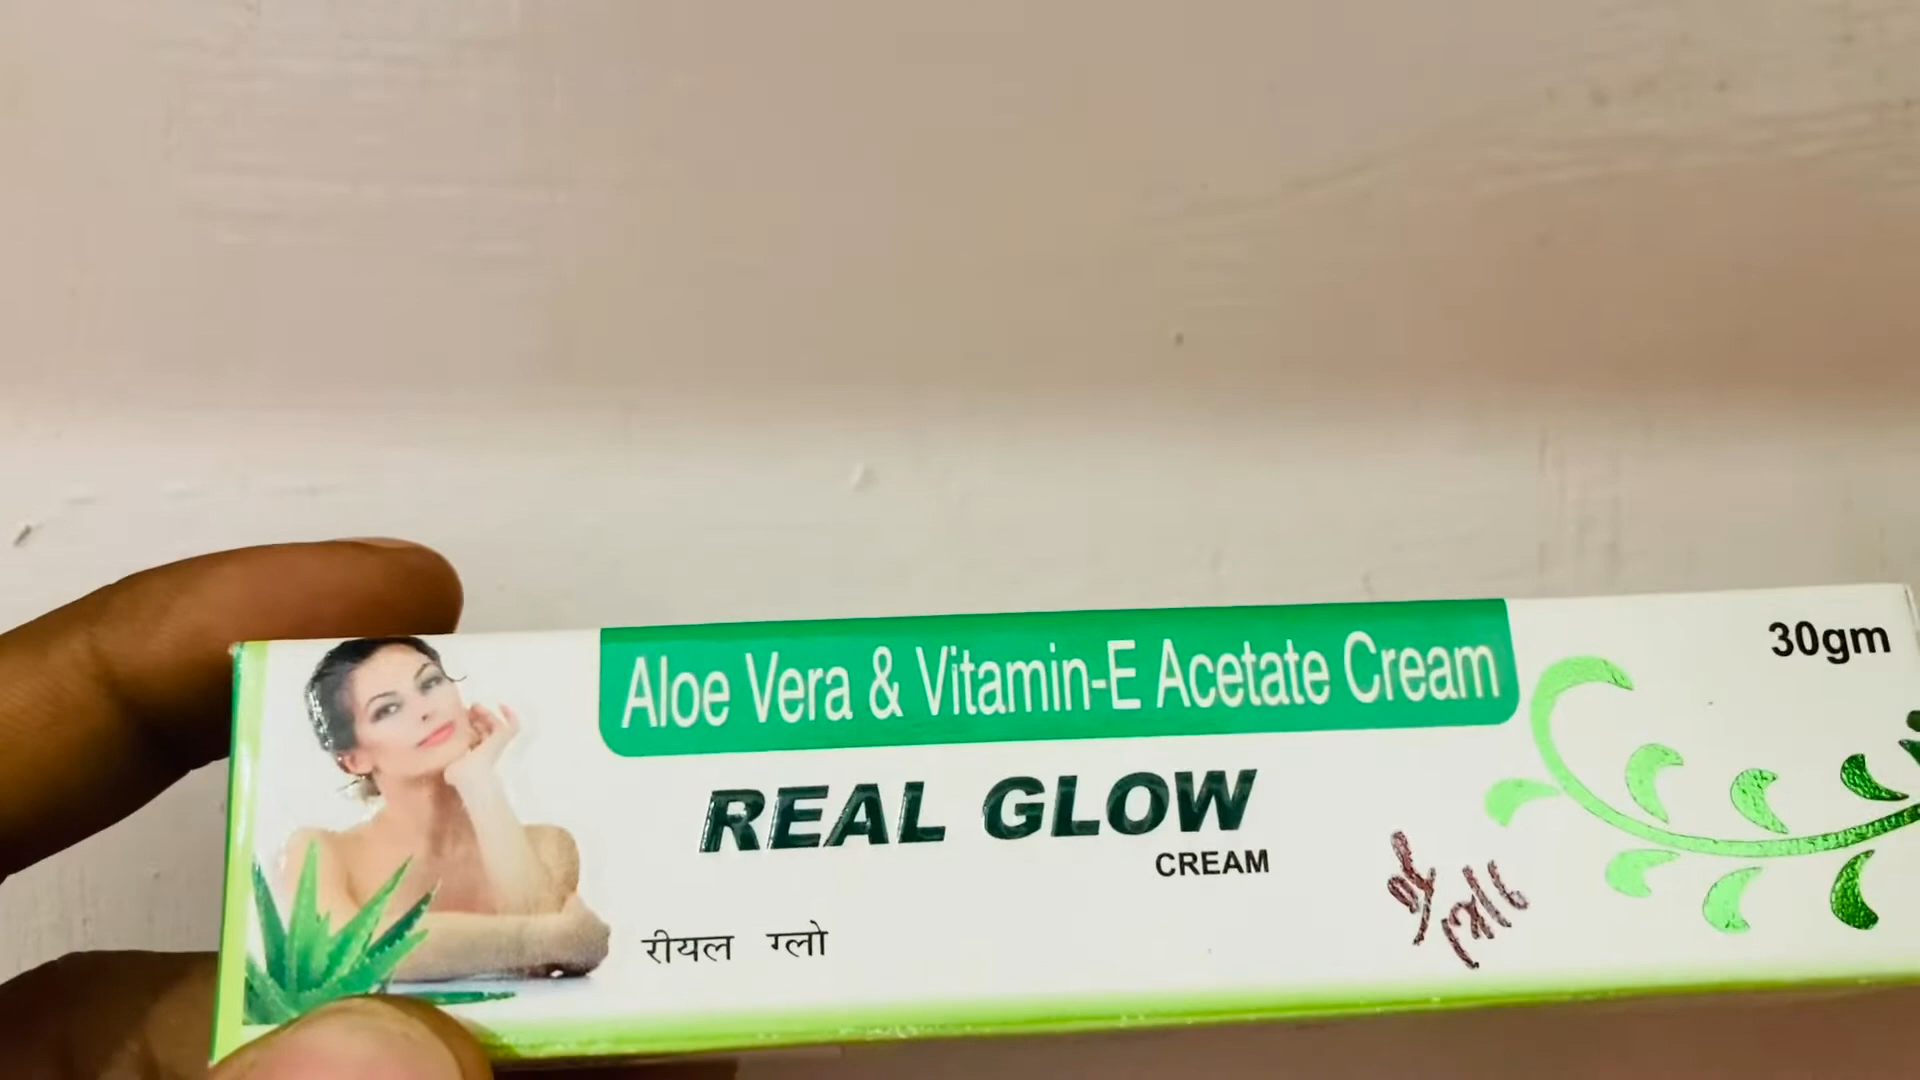 Aloe Vera & Vitamin-E Acetate Cream
30gm
REAL GLOW
CREAM
रीयल ग्लो